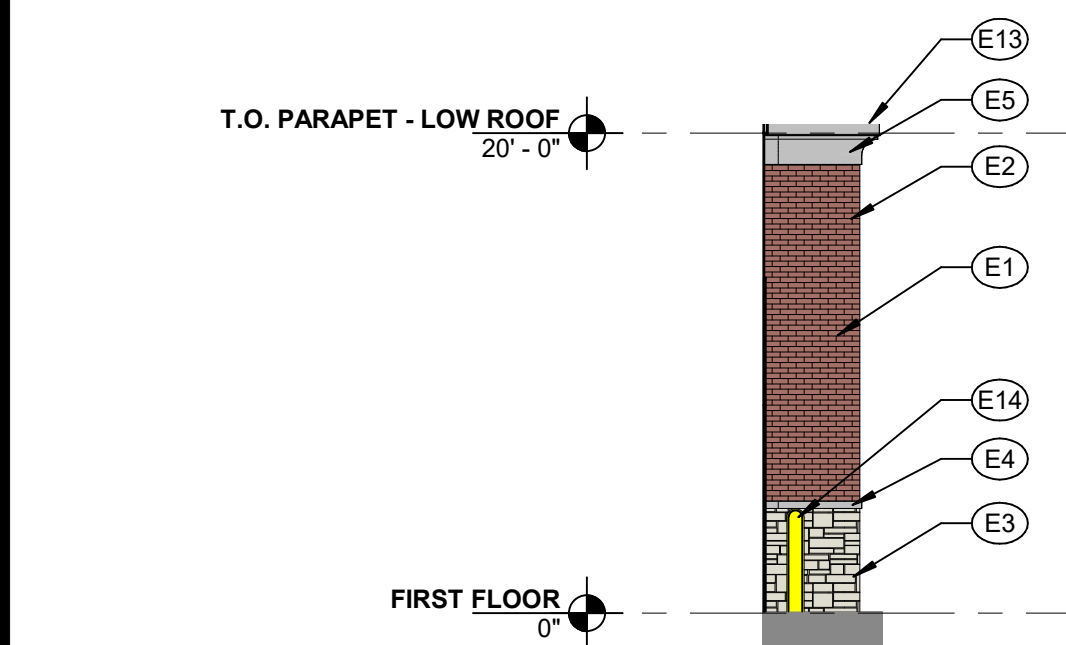 E13
E5
T.O. PARAPET - LOW ROOF
20' - 0"
E2
E1
E14
E4
E3
FIRST FLOOR
0"